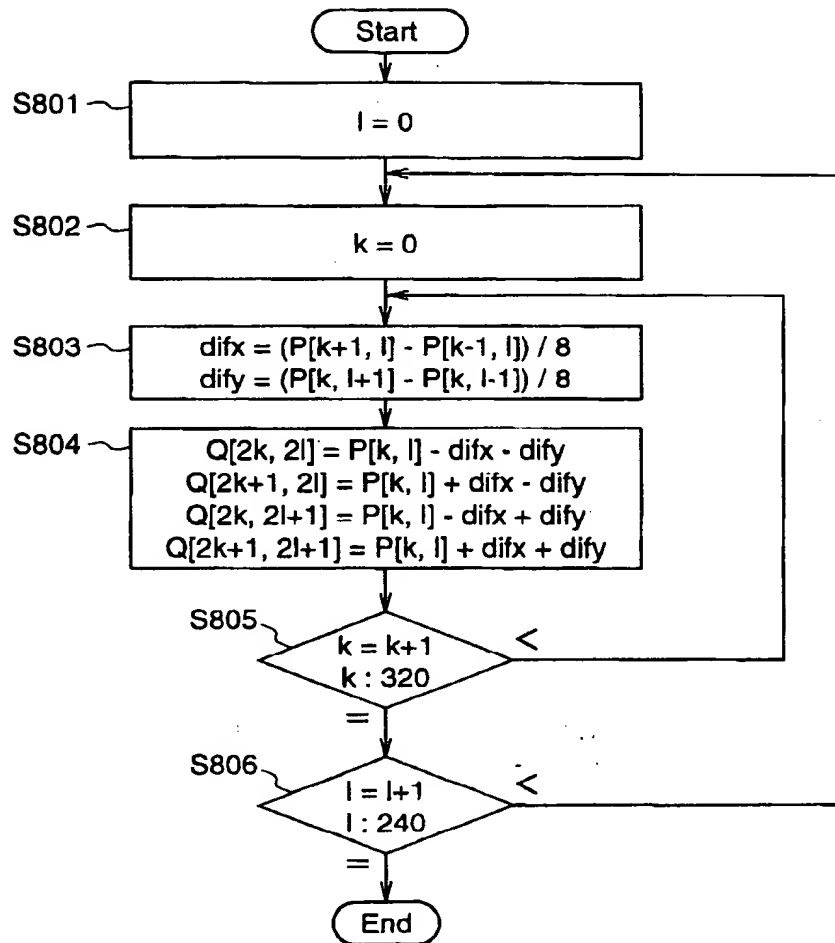 Start
S801
l = 0
S802
k = 0
S803
difx = (P[k+1, l] - P[k-1, l]) / 8
dify = (P[k, l+1] - P[k, l-1]) / 8
S804
Q[2k, 2l] = P[k, l] - difx - dify
Q[2k+1, 2l] = P[k, l] + difx - dify
Q[2k, 2l+1] = P[k, l] - difx + dify
Q[2k+1, 2l+1] = P[k, l] + difx + dify
S805
k = k+1
k : 320
<
=
S806
l = l+1
l : 240
<
=
End